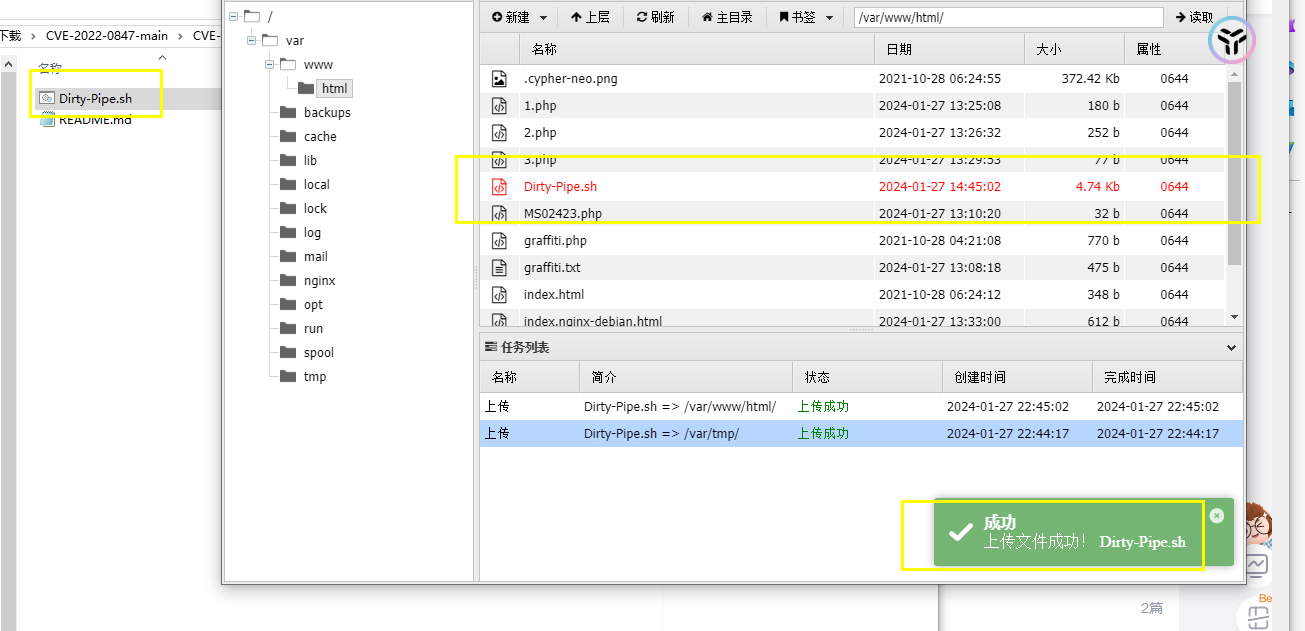 下载 > CVE-2022-0847-main > CVE-
名称
Dirty-Pipe.sh
README.md
/
var
www
html
backups
cache
lib
local
lock
log
mail
nginx
opt
run
spool
tmp
新建 上层 刷新 主目录 书签 /var/www/html/ 读取
名称 日期 大小 属性
.cypher-neo.png 2021-10-28 06:24:55 372.42 Kb 0644
1.php 2024-01-27 13:25:08 180 b 0644
2.php 2024-01-27 13:26:32 252 b 0644
3.php 2024-01-27 13:29:53 77 b 0644
Dirty-Pipe.sh 2024-01-27 14:45:02 4.74 Kb 0644
MS02423.php 2024-01-27 13:10:20 32 b 0644
graffiti.php 2021-10-28 04:21:08 770 b 0644
graffiti.txt 2024-01-27 13:08:18 475 b 0644
index.html 2021-10-28 06:24:12 348 b 0644
index.nginx-debian.html 2024-01-27 13:33:00 612 b 0644
任务列表
名称 简介 状态 创建时间 完成时间
上传 Dirty-Pipe.sh => /var/www/html/ 上传成功 2024-01-27 22:45:02 2024-01-27 22:45:02
上传 Dirty-Pipe.sh => /var/tmp/ 上传成功 2024-01-27 22:44:17 2024-01-27 22:44:17
成功
上传文件成功! Dirty-Pipe.sh
Be
2篇